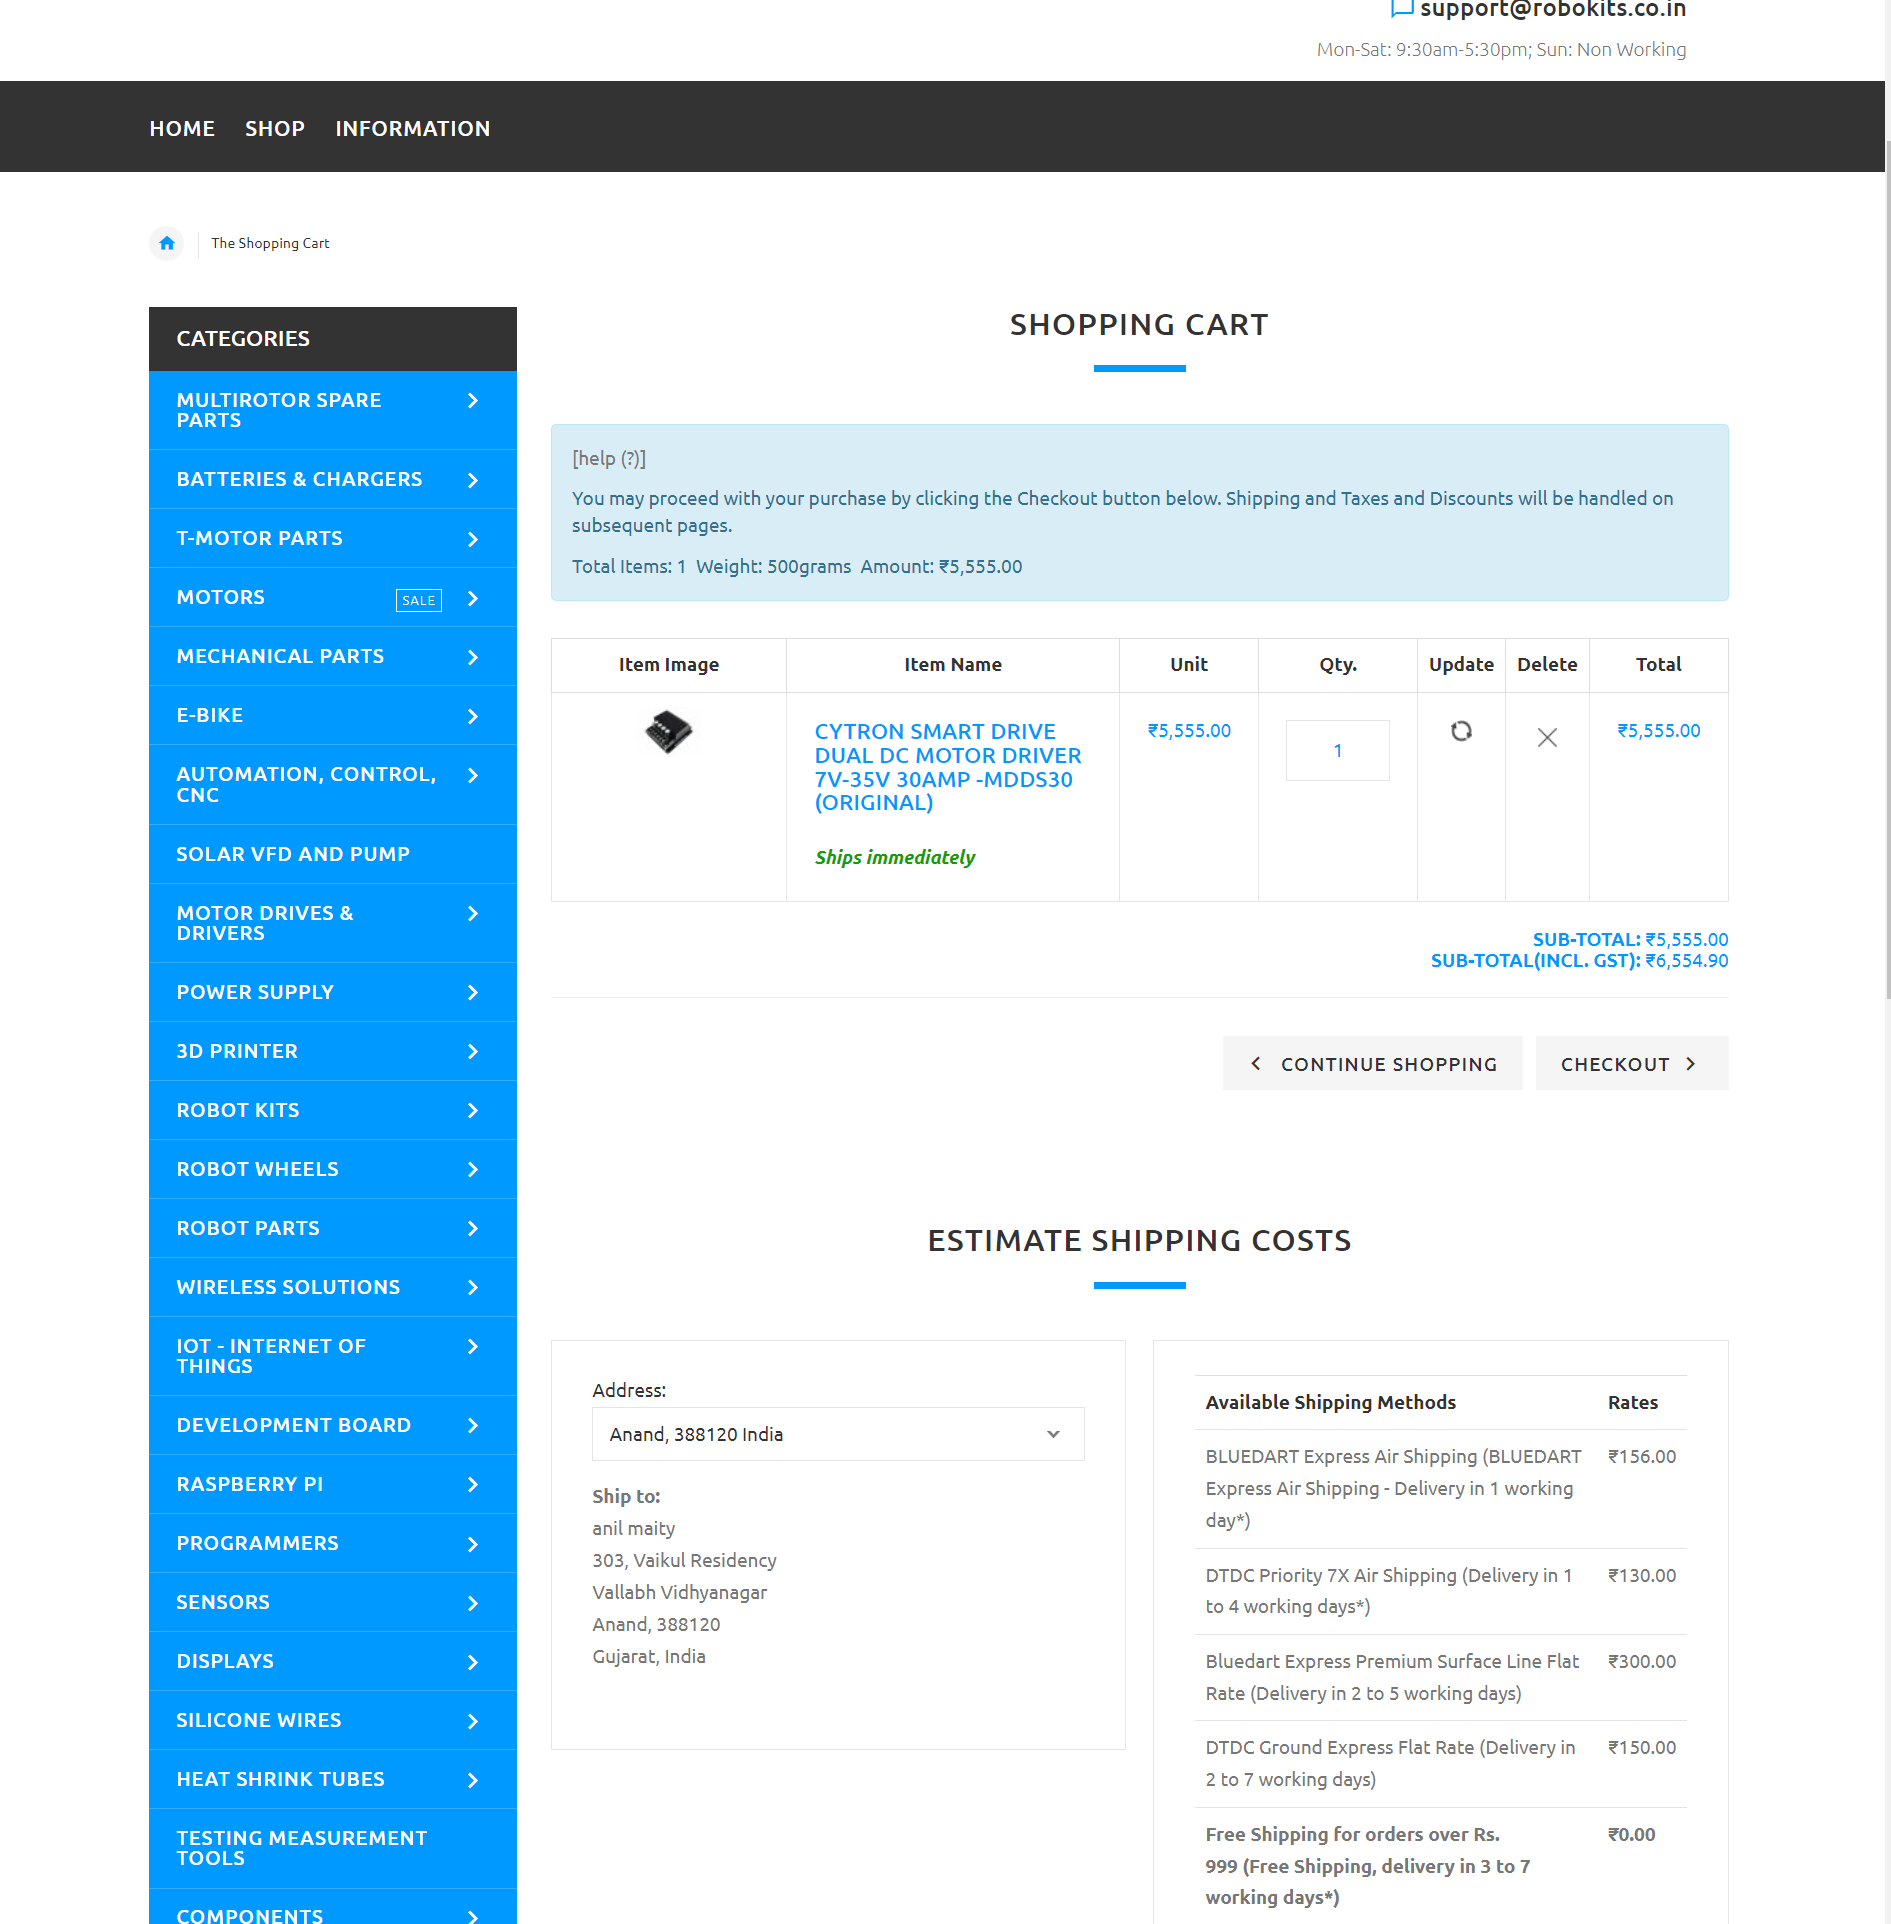 support@robokits.co.in
Mon-Sat: 9:30am-5:30pm; Sun: Non Working
HOME SHOP INFORMATION
The Shopping Cart
CATEGORIES
MULTIROTOR SPARE
PARTS
BATTERIES & CHARGERS
T-MOTOR PARTS
MOTORS SALE
MECHANICAL PARTS
E-BIKE
AUTOMATION, CONTROL,
CNC
SOLAR VFD AND PUMP
MOTOR DRIVES &
DRIVERS
POWER SUPPLY
3D PRINTER
ROBOT KITS
ROBOT WHEELS
ROBOT PARTS
WIRELESS SOLUTIONS
IOT - INTERNET OF
THINGS
DEVELOPMENT BOARD
RASPBERRY PI
PROGRAMMERS
SENSORS
DISPLAYS
SILICONE WIRES
HEAT SHRINK TUBES
TESTING MEASUREMENT
TOOLS
COMPONENTS
SHOPPING CART
[help (?)]
You may proceed with your purchase by clicking the Checkout button below. Shipping and Taxes and Discounts will be handled on
subsequent pages.
Total Items: 1 Weight: 500grams Amount: ₹5,555.00
Item Image Item Name Unit Qty. Update Delete Total
CYTRON SMART DRIVE
DUAL DC MOTOR DRIVER
7V-35V 30AMP -MDDS30
(ORIGINAL)
Ships immediately
₹5,555.00
1
₹5,555.00
SUB-TOTAL: ₹5,555.00
SUB-TOTAL(INCL. GST): ₹6,554.90
CONTINUE SHOPPING CHECKOUT
ESTIMATE SHIPPING COSTS
Address:
Anand, 388120 India
Ship to:
anil maity
303, Vaikul Residency
Vallabh Vidhyanagar
Anand, 388120
Gujarat, India
Available Shipping Methods Rates
BLUEDART Express Air Shipping (BLUEDART ₹156.00
Express Air Shipping - Delivery in 1 working
day*)
DTDC Priority 7X Air Shipping (Delivery in 1 ₹130.00
to 4 working days*)
Bluedart Express Premium Surface Line Flat ₹300.00
Rate (Delivery in 2 to 5 working days)
DTDC Ground Express Flat Rate (Delivery in ₹150.00
2 to 7 working days)
Free Shipping for orders over Rs. ₹0.00
999 (Free Shipping, delivery in 3 to 7
working days*)